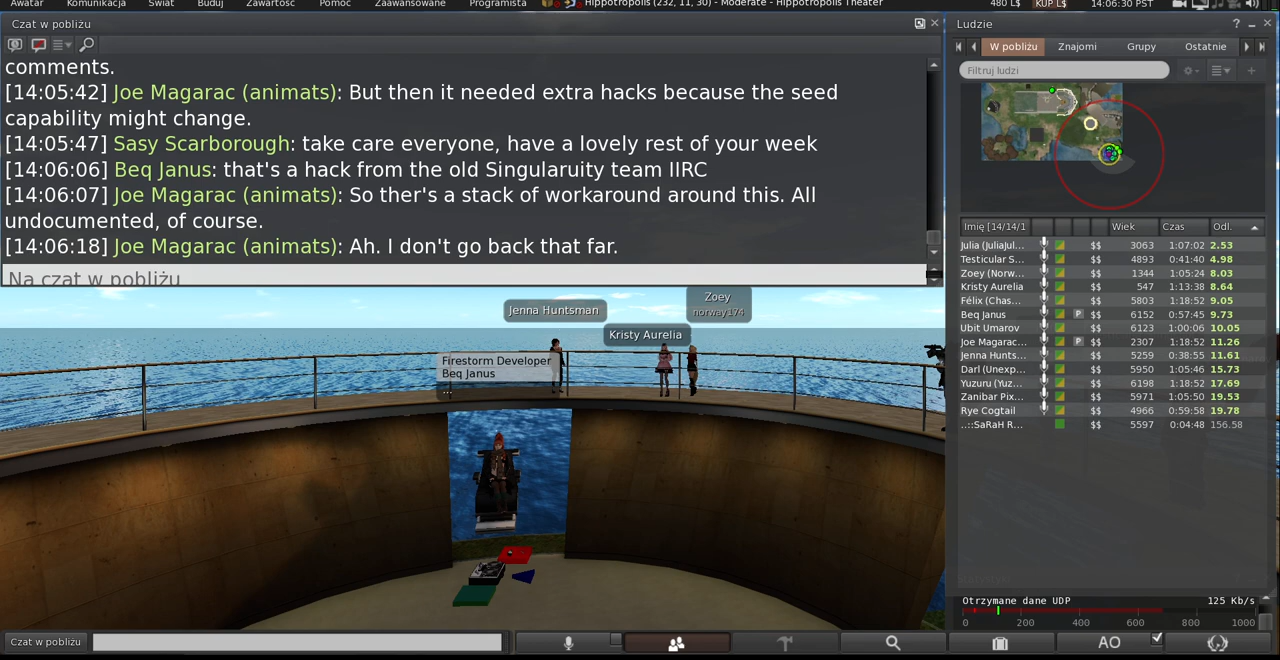 Awatar Komunikacja Świat Buduj Zawartość Pomoc Zaawansowane Programista Hippotropolis (232, 11, 30) - Moderate - Hippotropolis Theater 480 L$ KUP L$ 14:06:30 PST
Czat w pobliżu
comments.
[14:05:42] Joe Magarac (animats): But then it needed extra hacks because the seed
capability might change.
[14:05:47] Sasy Scarborough: take care everyone, have a lovely rest of your week
[14:06:06] Beq Janus: that's a hack from the old Singularuity team IIRC
[14:06:07] Joe Magarac (animats): So ther's a stack of workaround around this. All
undocumented, of course.
[14:06:18] Joe Magarac (animats): Ah. I don't go back that far.
Na czat w pobliżu
Jenna Huntsman
Zoey
norway174
Kristy Aurelia
Firestorm Developer
Beq Janus
...
Czat w pobliżu
Ludzie
W pobliżu Znajomi Grupy Ostatnie
Filtruj ludzi
Imię [14/14/1 Wiek Czas Odl.
Julia (JuliaJul... $$ 3063 1:07:02 2.53
Testicular S... $$ 4893 0:41:40 4.98
Zoey (Norw... $$ 1344 1:05:24 8.03
Kristy Aurelia $$ 547 1:13:38 8.64
Félix (Chas... $$ 5803 1:18:52 9.05
Beq Janus P $$ 6152 0:57:45 9.73
Ubit Umarov $$ 6123 1:00:06 10.05
Joe Magarac... P $$ 2307 1:18:52 11.26
Jenna Hunts... $$ 5259 0:38:55 11.61
Darl (Unexp... $$ 5950 1:05:46 15.73
Yuzuru (Yuz... $$ 6198 1:18:52 17.69
Zanibar Pix... $$ 5971 1:05:50 19.53
Rye Cogtail $$ 4966 0:59:58 19.78
..::SaRaH R... $$ 5597 0:04:48 156.58
Otrzymane dane UDP 125 Kb/s
0 200 400 600 800 1000
AO